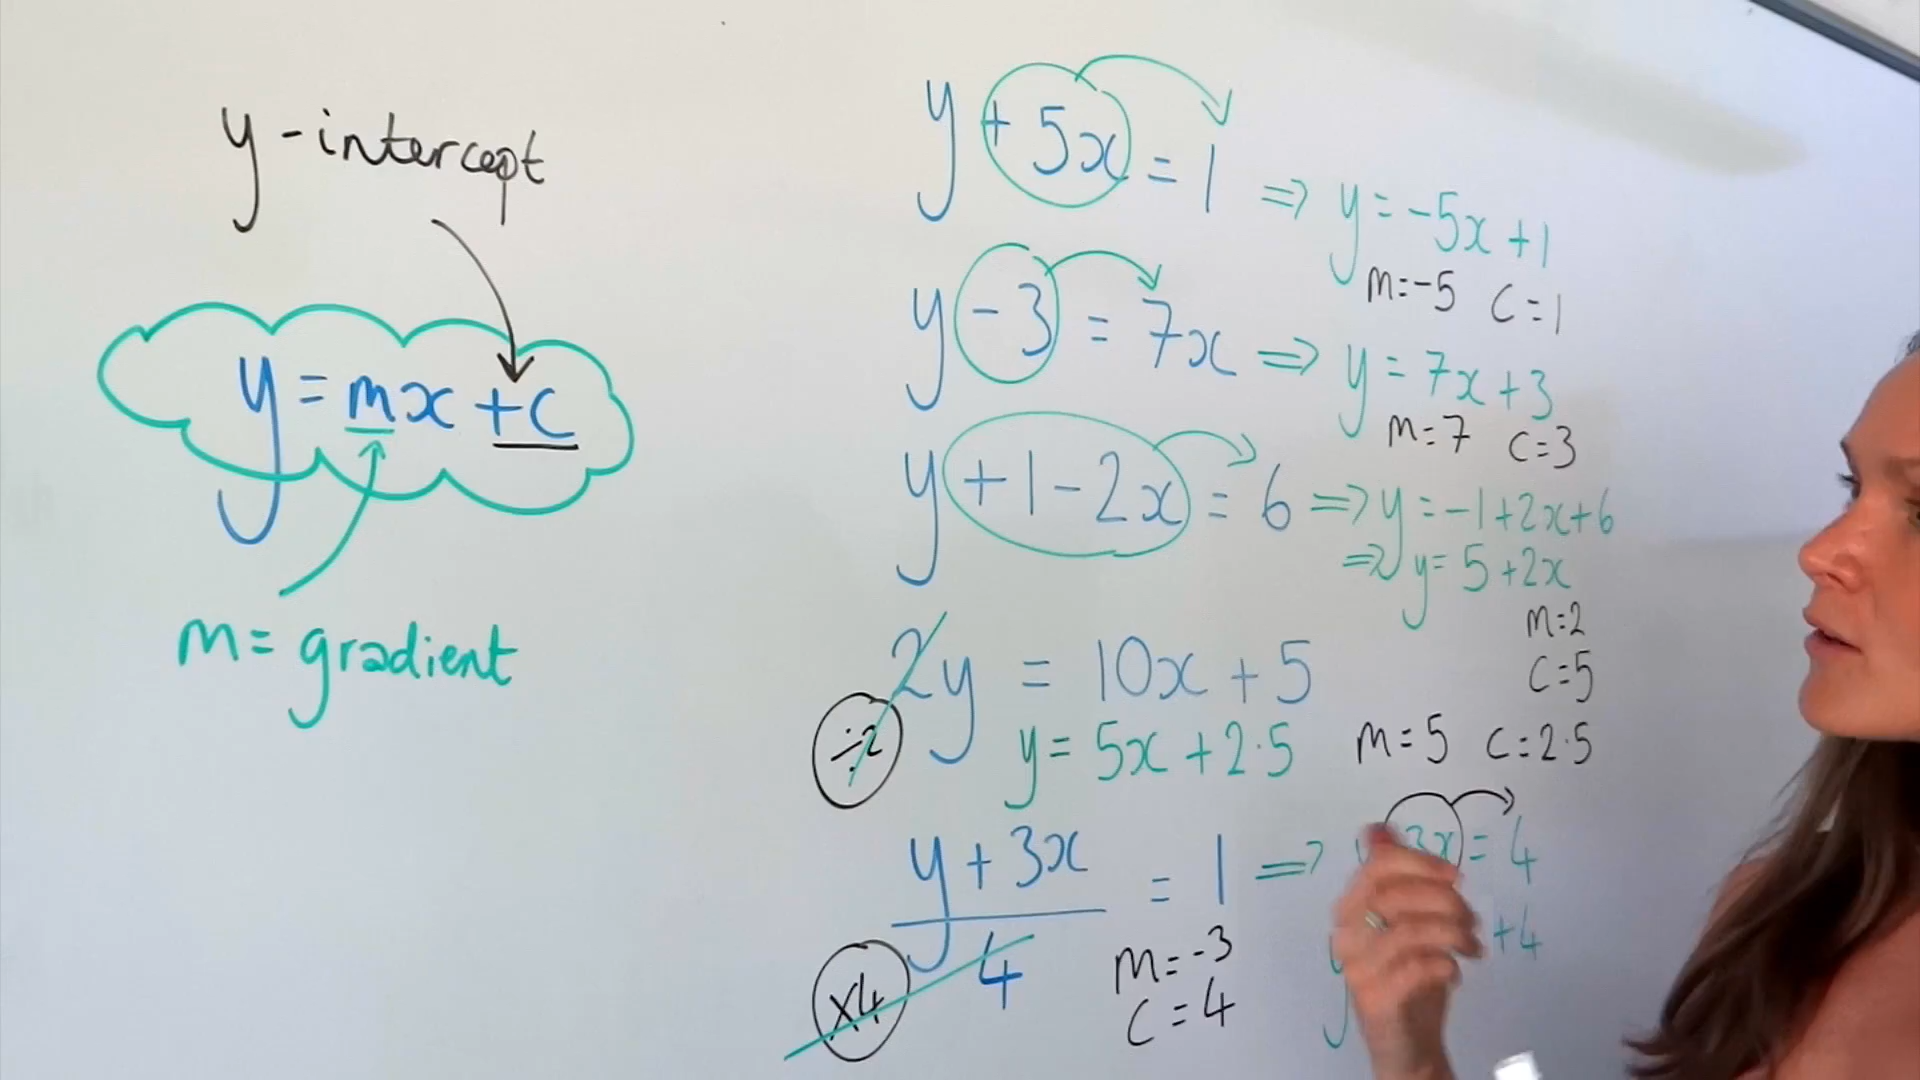 y-intercept
y = mx + c
m = gradient
y + 5x = 1 ⇒ y = -5x + 1
m = -5 c = 1
y - 3 = 7x ⇒ y = 7x + 3
m = 7 c = 3
y + 1 - 2x = 6 ⇒ y = -1 + 2x + 6
⇒ y = 5 + 2x
m = 2
c = 5
2y = 10x + 5
÷2 y = 5x + 2·5 m = 5 c = 2·5
y + 3x = 1 ⇒ 3x = 4
4
x4
m = -3
c = 4
y +4